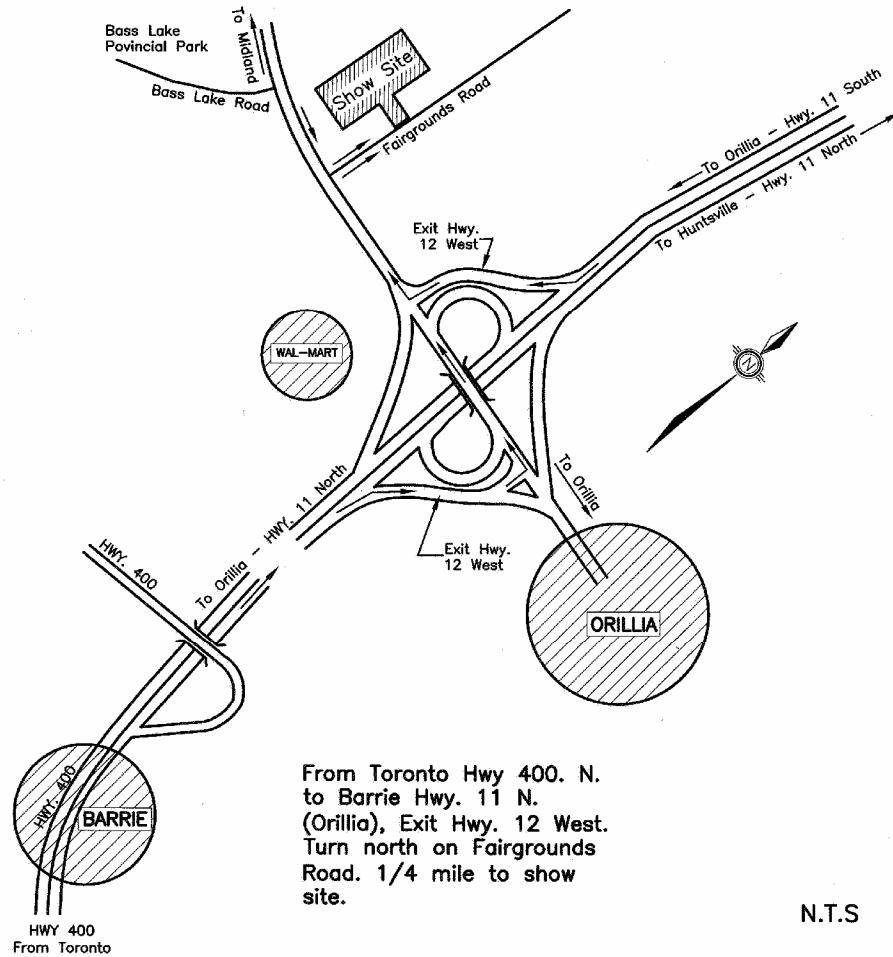 Bass Lake
Povincial Park
To Midland
Bass Lake Road
Show Site
Fairgrounds Road
To Orillia - Hwy. 11 South
To Huntsville - Hwy. 11 North
Exit Hwy.
12 West
WAL-MART
N
To Orillia - HWY. 11 North
To Orillia
Exit Hwy.
12 West
HWY. 400
ORILLIA
HWY. 400
BARRIE
From Toronto Hwy 400. N.
to Barrie Hwy. 11 N.
(Orillia), Exit Hwy. 12 West.
Turn north on Fairgrounds
Road. 1/4 mile to show
site.
N.T.S
HWY 400
From Toronto